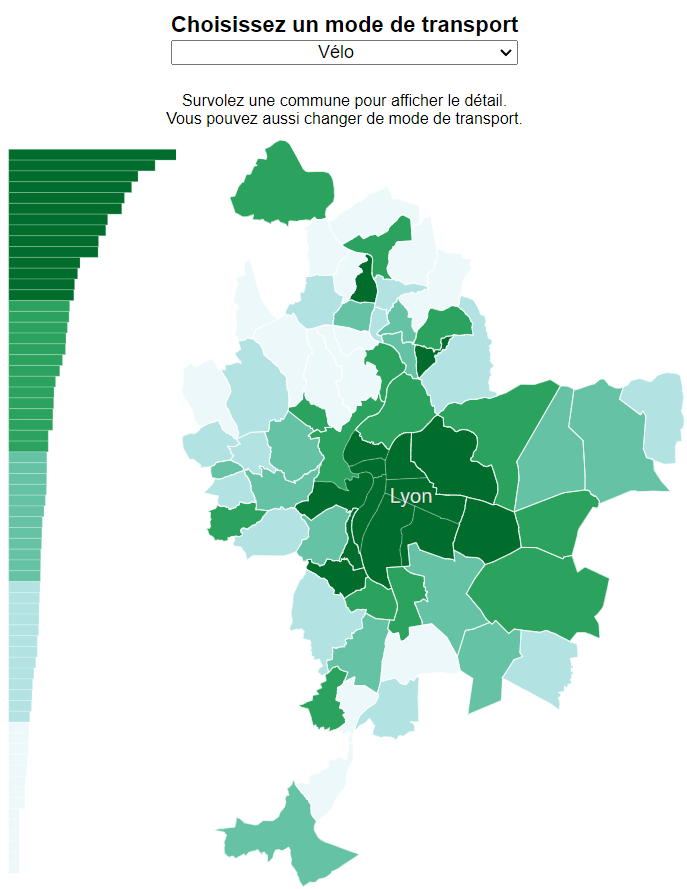 Choisissez un mode de transport
Vélo
Survolez une commune pour afficher le détail.
Vous pouvez aussi changer de mode de transport.
Lyon